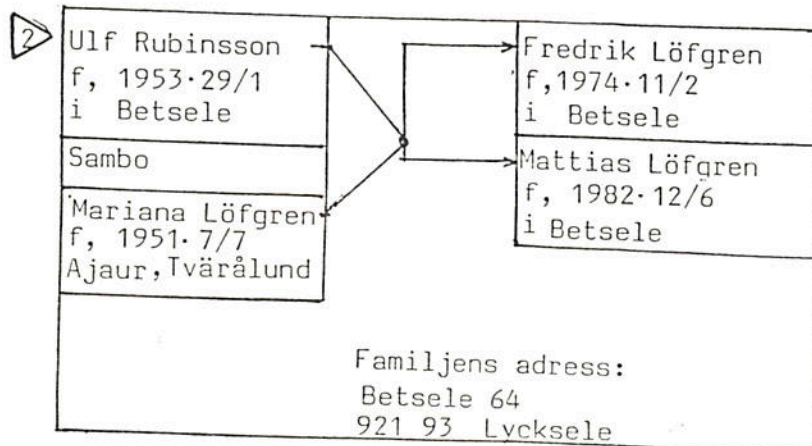 2
Ulf Rubinsson
f, 1953·29/1
i Betsele
Sambo
Mariana Löfgren
f, 1951·7/7
Ajaur,Tvärålund
Fredrik Löfgren
f,1974·11/2
i Betsele
Mattias Löfgren
f, 1982·12/6
i Betsele
Familjens adress:
Betsele 64
921 93 Lycksele